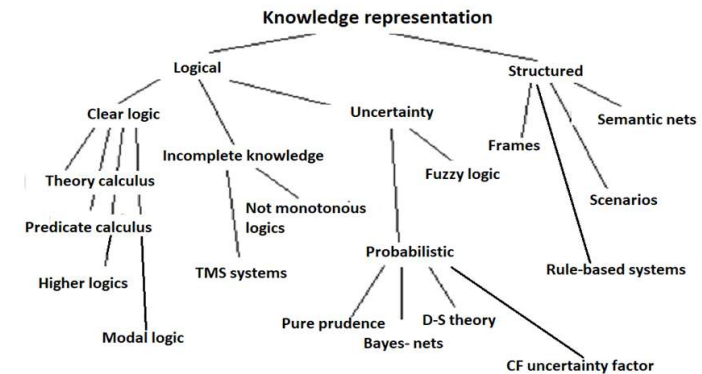 Knowledge representation
Logical
Structured
Clear logic
Uncertainty
Semantic nets
Frames
Incomplete knowledge
Fuzzy logic
Theory calculus
Scenarios
Not monotonous
logics
Predicate calculus
Probabilistic
TMS systems
Rule-based systems
Higher logics
Pure prudence
D-S theory
Modal logic
Bayes- nets
CF uncertainty factor